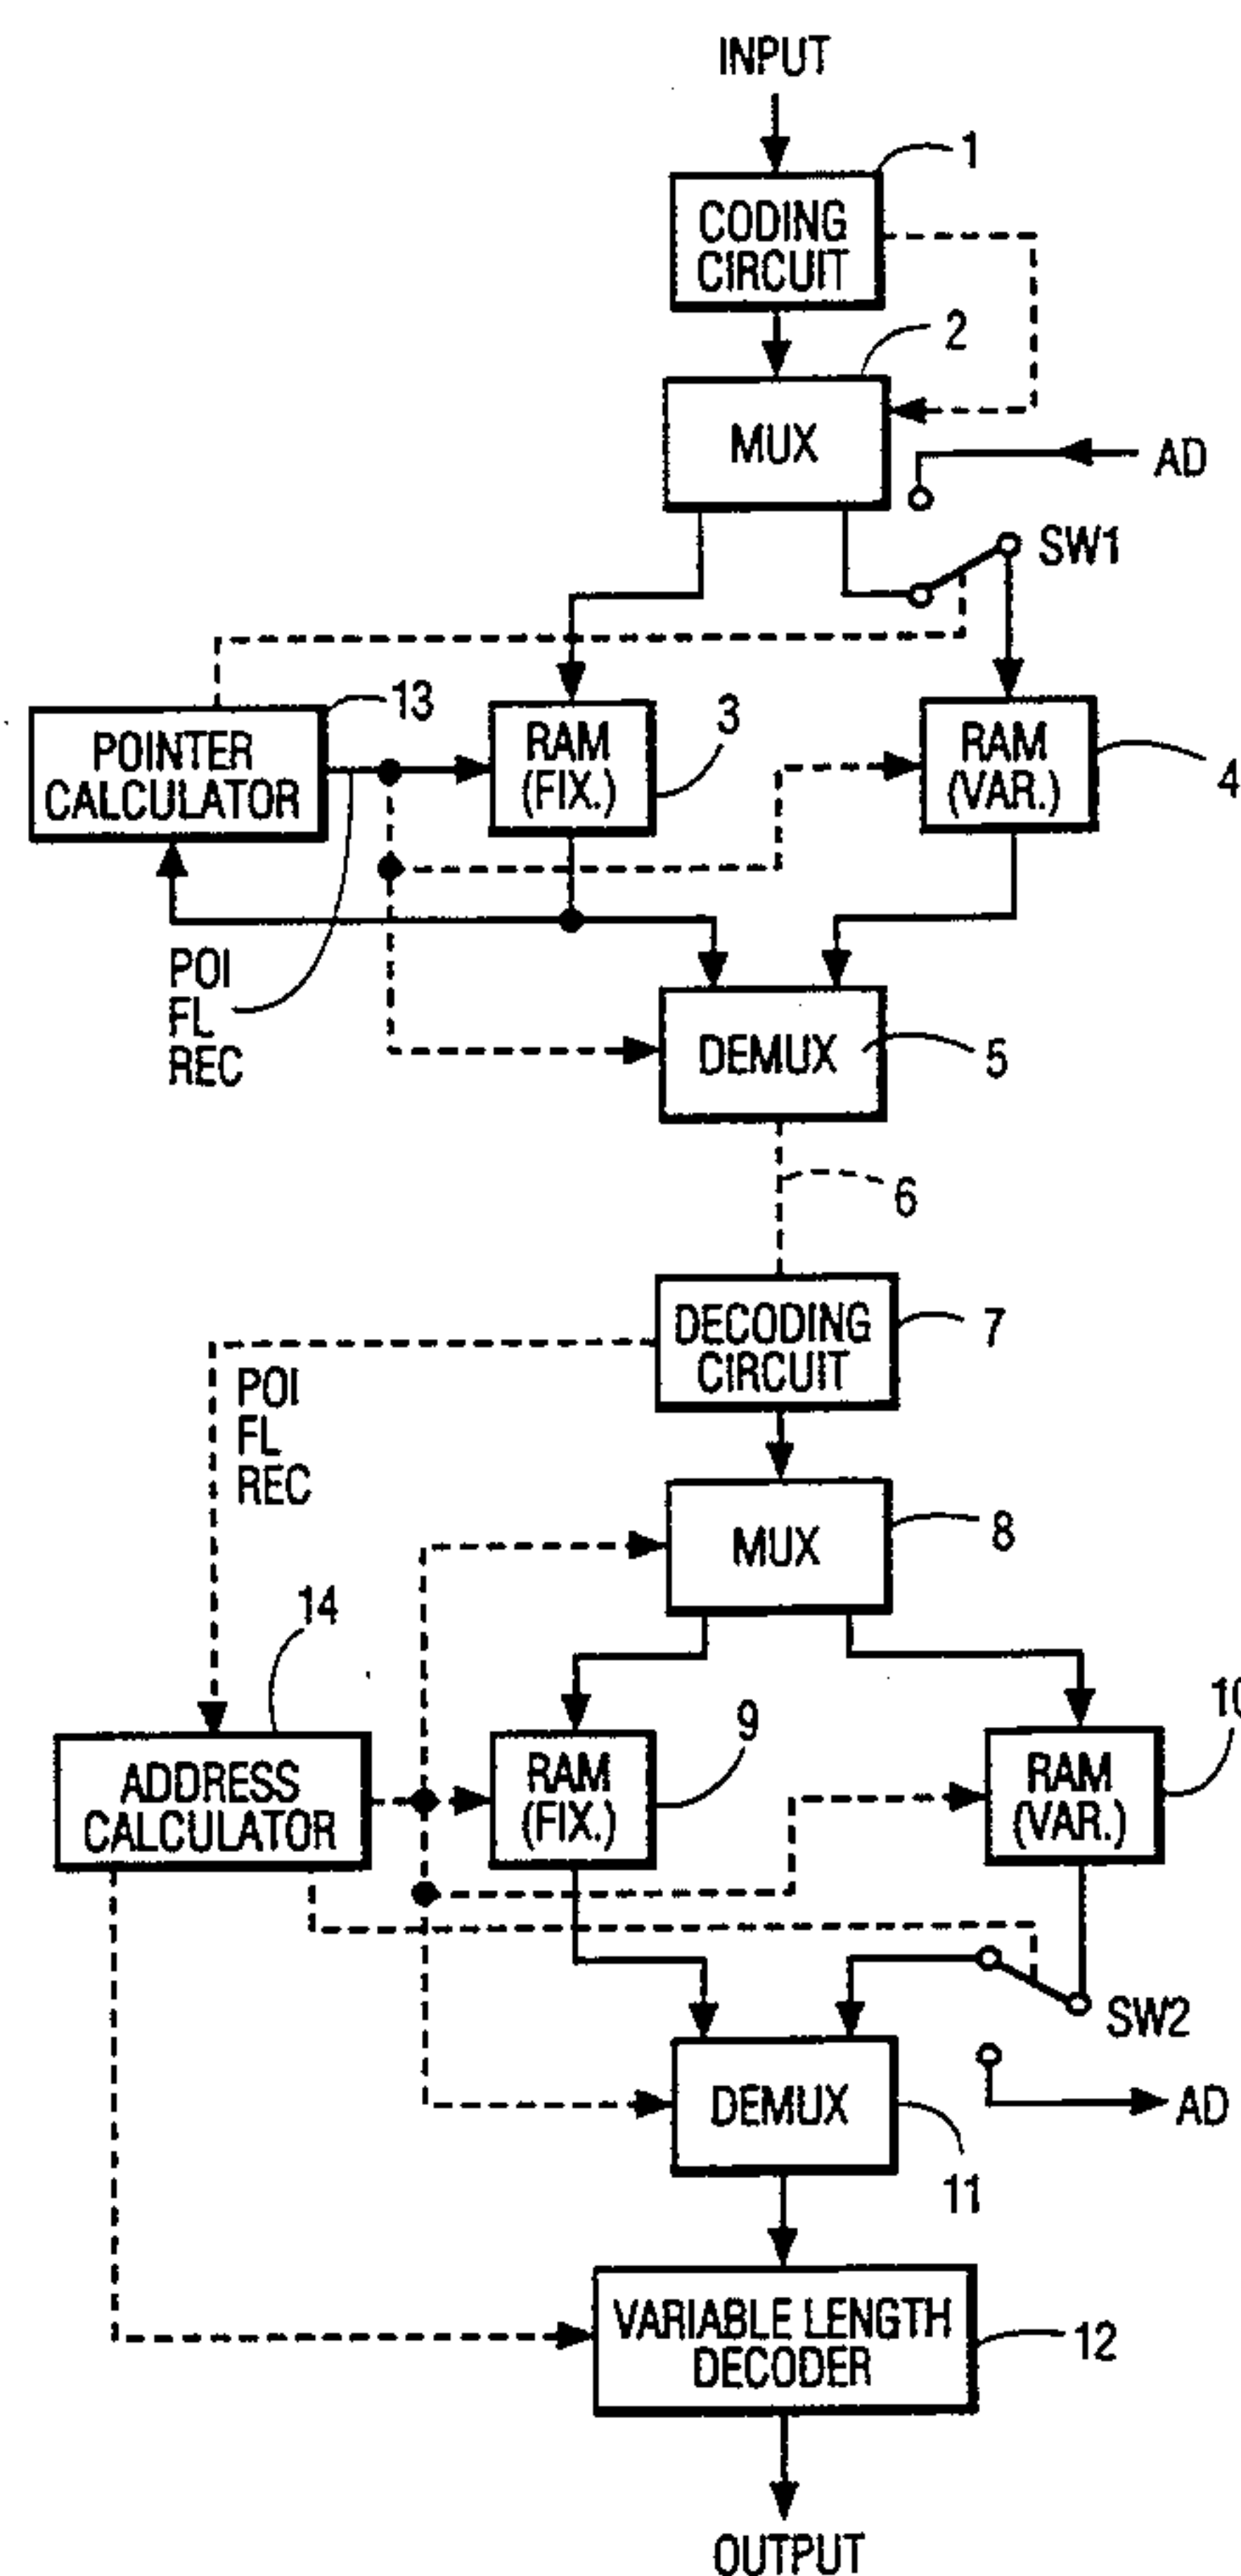 INPUT
1
CODING
CIRCUIT
2
MUX
AD
SW1
13
POINTER
CALCULATOR
RAM
(FIX.)
3
RAM
(VAR.)
4
POI
FL
REC
DEMUX
5
6
DECODING
CIRCUIT
7
POI
FL
REC
MUX
8
14
ADDRESS
CALCULATOR
RAM
(FIX.)
9
RAM
(VAR.)
10
SW2
DEMUX
AD
11
VARIABLE LENGTH
DECODER
12
OUTPUT